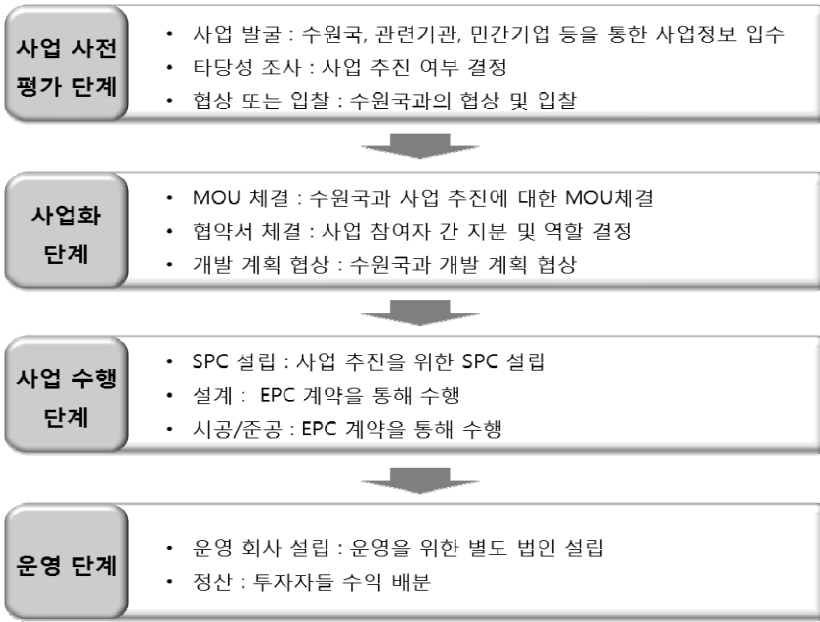 사업 사전
평가 단계
• 사업 발굴 : 수원국, 관련기관, 민간기업 등을 통한 사업정보 입수
• 타당성 조사 : 사업 추진 여부 결정
• 협상 또는 입찰 : 수원국과의 협상 및 입찰
사업화
단계
• MOU 체결 : 수원국과 사업 추진에 대한 MOU체결
• 협약서 체결 : 사업 참여자 간 지분 및 역할 결정
• 개발 계획 협상 : 수원국과 개발 계획 협상
사업 수행
단계
• SPC 설립 : 사업 추진을 위한 SPC 설립
• 설계 : EPC 계약을 통해 수행
• 시공/준공 : EPC 계약을 통해 수행
운영 단계
• 운영 회사 설립 : 운영을 위한 별도 법인 설립
• 정산 : 투자자들 수익 배분